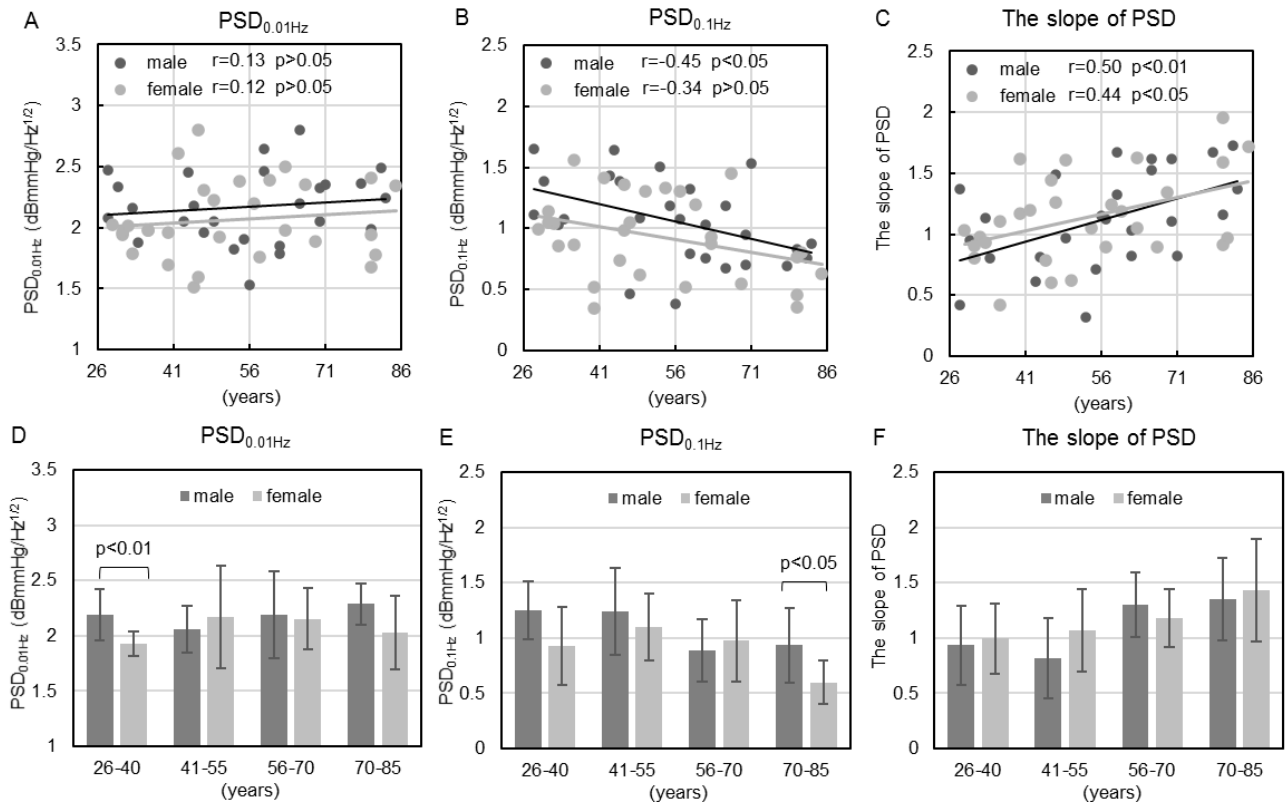 A
PSD0.01Hz
3.5
3
2.5
2
1.5
1
PSD0.01Hz (dBmmHg/Hz1/2)
male r=0.13 p>0.05
female r=0.12 p>0.05
26 41 56 71 86
(years)
B
PSD0.1Hz
2.5
2
1.5
1
0.5
0
PSD0.1Hz (dBmmHg/Hz1/2)
male r=-0.45 p<0.05
female r=-0.34 p>0.05
26 41 56 71 86
(years)
C
The slope of PSD
2.5
2
1.5
1
0.5
0
The slope of PSD
male r=0.50 p<0.01
female r=0.44 p<0.05
26 41 56 71 86
(years)
D
PSD0.01Hz
3.5
3
2.5
2
1.5
1
PSD0.01Hz (dBmmHg/Hz1/2)
male female
p<0.01
26-40 41-55 56-70 70-85
(years)
E
PSD0.1Hz
2.5
2
1.5
1
0.5
0
PSD0.1Hz (dBmmHg/Hz1/2)
male female
p<0.05
26-40 41-55 56-70 70-85
(years)
F
The slope of PSD
2.5
2
1.5
1
0.5
0
The slope of PSD
male female
26-40 41-55 56-70 70-85
(years)